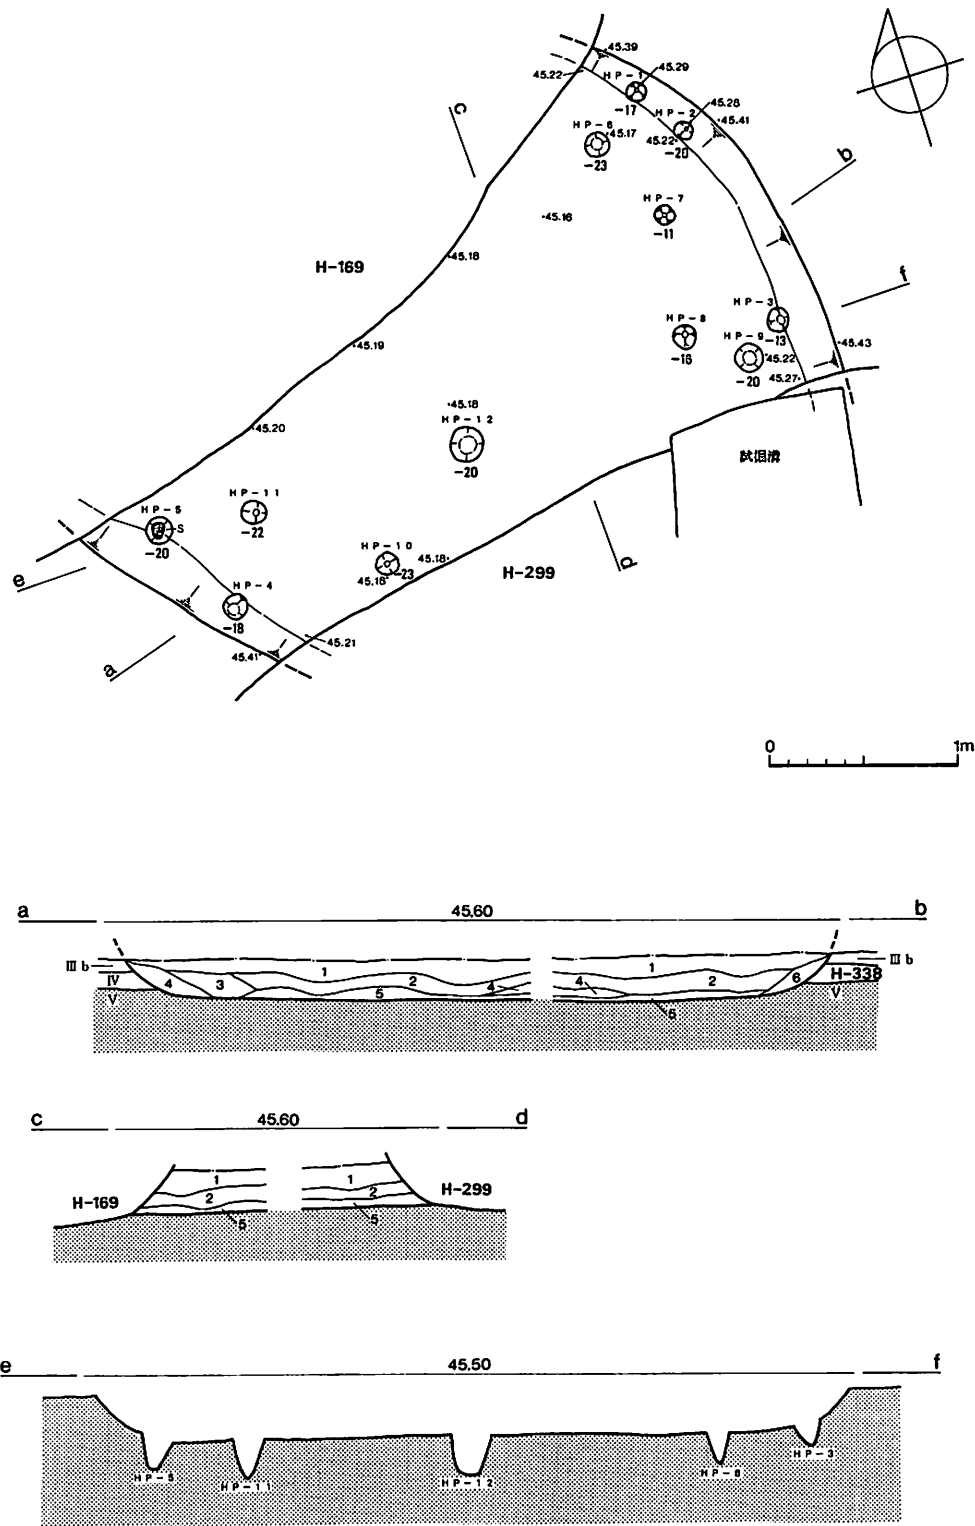 45.39
HP-1
45.29
45.22
-17
HP-2
45.28
45.41
HP-6
45.17
45.22
-20
-23
c
b
HP-7
45.16
-11
H-169
45.18
f
HP-3
HP-8
-13
45.19
HP-9
45.43
45.22
-16
-20
45.27
45.18
HP-12
45.20
-20
試掘溝
HP-11
HP-5
S
-22
-20
HP-10
45.18
d
-23
H-299
e
45.16
HP-4
-18
45.21
45.41
a
0 1m
a 45.60 b
Ⅲb 1 1 Ⅲb
Ⅳ 4 3 2 4 4 2 6 H-338
Ⅴ 5 Ⅴ
5
c 45.60 d
1 1
H-169 2 2 H-299
5 5
e 45.50 f
HP-5 HP-11 HP-12 HP-8 HP-3